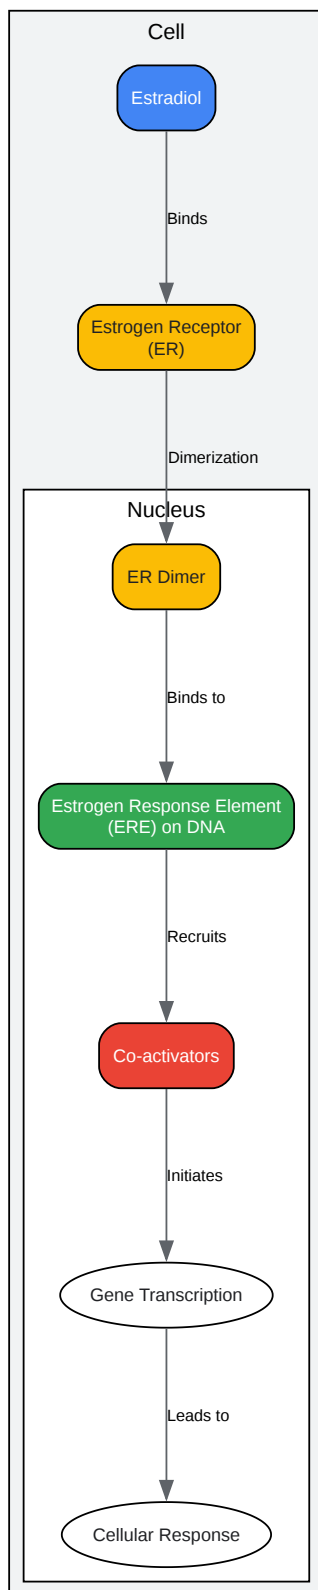 Cell
Estradiol
Binds
Estrogen Receptor
(ER)
Dimerization
Nucleus
ER Dimer
Binds to
Estrogen Response Element
(ERE) on DNA
Recruits
Co-activators
Initiates
Gene Transcription
Leads to
Cellular Response